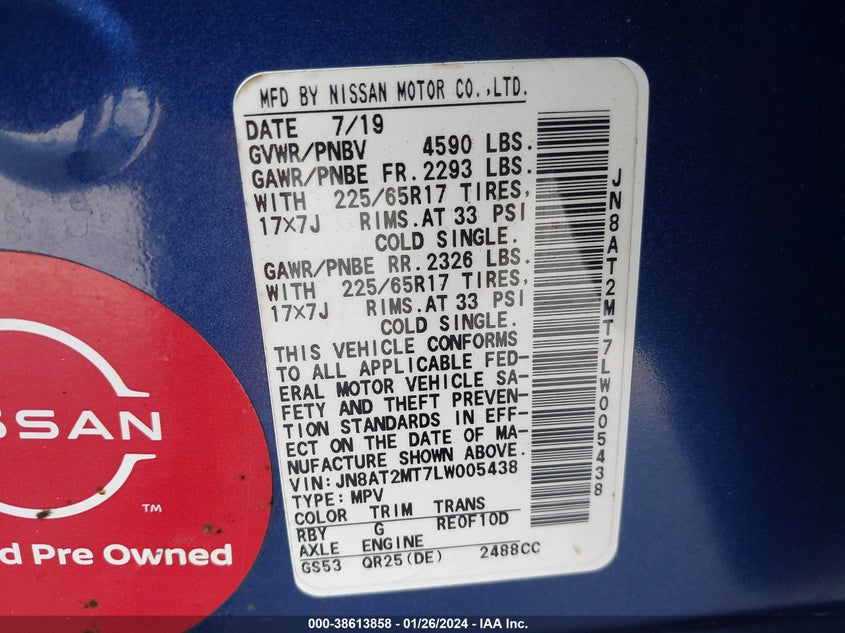 MFD BY NISSAN MOTOR CO.,LTD.
DATE 7/19
GVWR/PNBV 4590 LBS.
GAWR/PNBE FR. 2293 LBS.
WITH 225/65R17 TIRES,
17×7J RIMS. AT 33 PSI
COLD SINGLE.
GAWR/PNBE RR. 2326 LBS.
WITH 225/65R17 TIRES,
17×7J RIMS. AT 33 PSI
COLD SINGLE.
THIS VEHICLE CONFORMS
TO ALL APPLICABLE FED-
ERAL MOTOR VEHICLE SA-
FETY AND THEFT PREVEN-
TION STANDARDS IN EFF-
ECT ON THE DATE OF MA-
NUFACTURE SHOWN ABOVE.
VIN: JN8AT2MT7LW005438
TYPE: MPV
COLOR TRIM TRANS
RBY G RE0F10D
AXLE ENGINE
GS53 QR25(DE) 2488CC
JN8AT2MT7LW005438
SSAN
TM
d Pre Owned
000-38613858 - 01/26/2024 - IAA Inc.